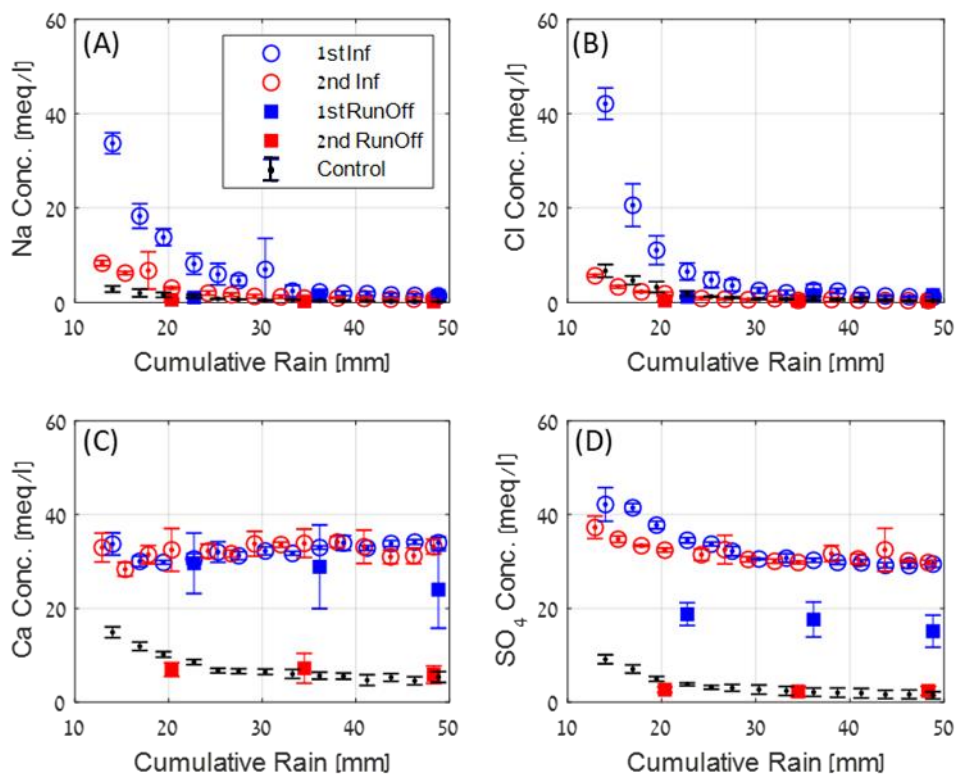 (A)
60
40
20
0
Na Conc. [meq/l]
1stInf
2nd Inf
1stRunOff
2nd RunOff
Control
10 20 30 40 50
Cumulative Rain [mm]
(B)
60
40
20
0
Cl Conc. [meq/l]
10 20 30 40 50
Cumulative Rain [mm]
(C)
60
40
20
0
Ca Conc. [meq/l]
10 20 30 40 50
Cumulative Rain [mm]
(D)
60
40
20
0
SO4 Conc. [meq/l]
10 20 30 40 50
Cumulative Rain [mm]